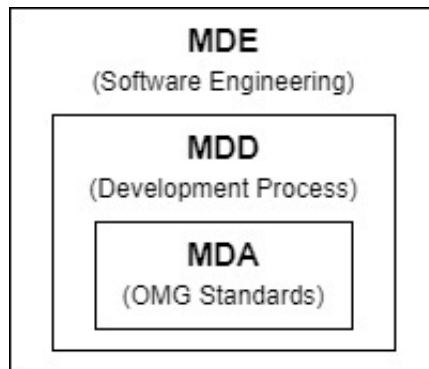 MDE
(Software Engineering)
MDD
(Development Process)
MDA
(OMG Standards)